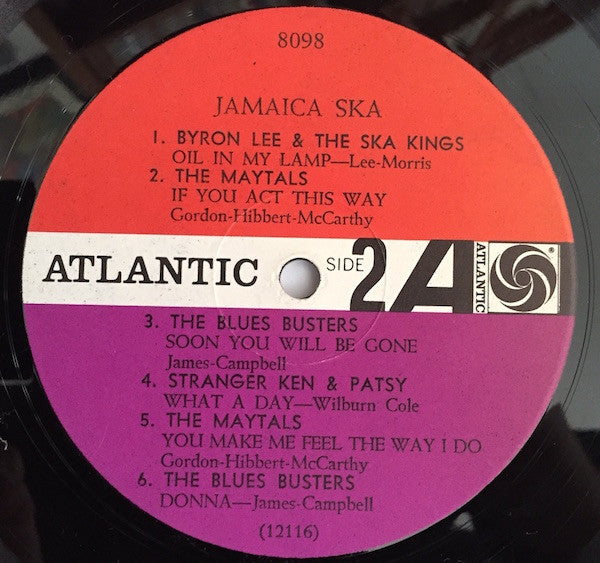 8098
JAMAICA SKA
1. BYRON LEE & THE SKA KINGS
OIL IN MY LAMP—Lee-Morris
2. THE MAYTALS
IF YOU ACT THIS WAY
Gordon-Hibbert-McCarthy
ATLANTIC SIDE 2 A ATLANTIC ®
3. THE BLUES BUSTERS
SOON YOU WILL BE GONE
James-Campbell
4. STRANGER KEN & PATSY
WHAT A DAY—Wilburn Cole
5. THE MAYTALS
YOU MAKE ME FEEL THE WAY I DO
Gordon-Hibbert-McCarthy
6. THE BLUES BUSTERS
DONNA—James-Campbell
(12116)